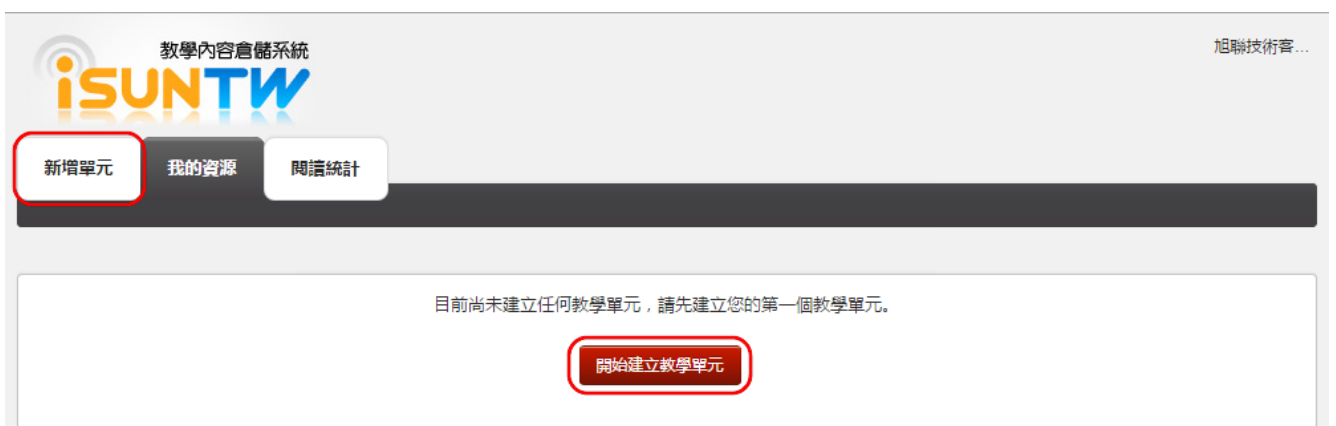 教學內容倉儲系統
iSUNTW
旭聯技術客...
新增單元
我的資源
閱讀統計
目前尚未建立任何教學單元，請先建立您的第一個教學單元。
開始建立教學單元